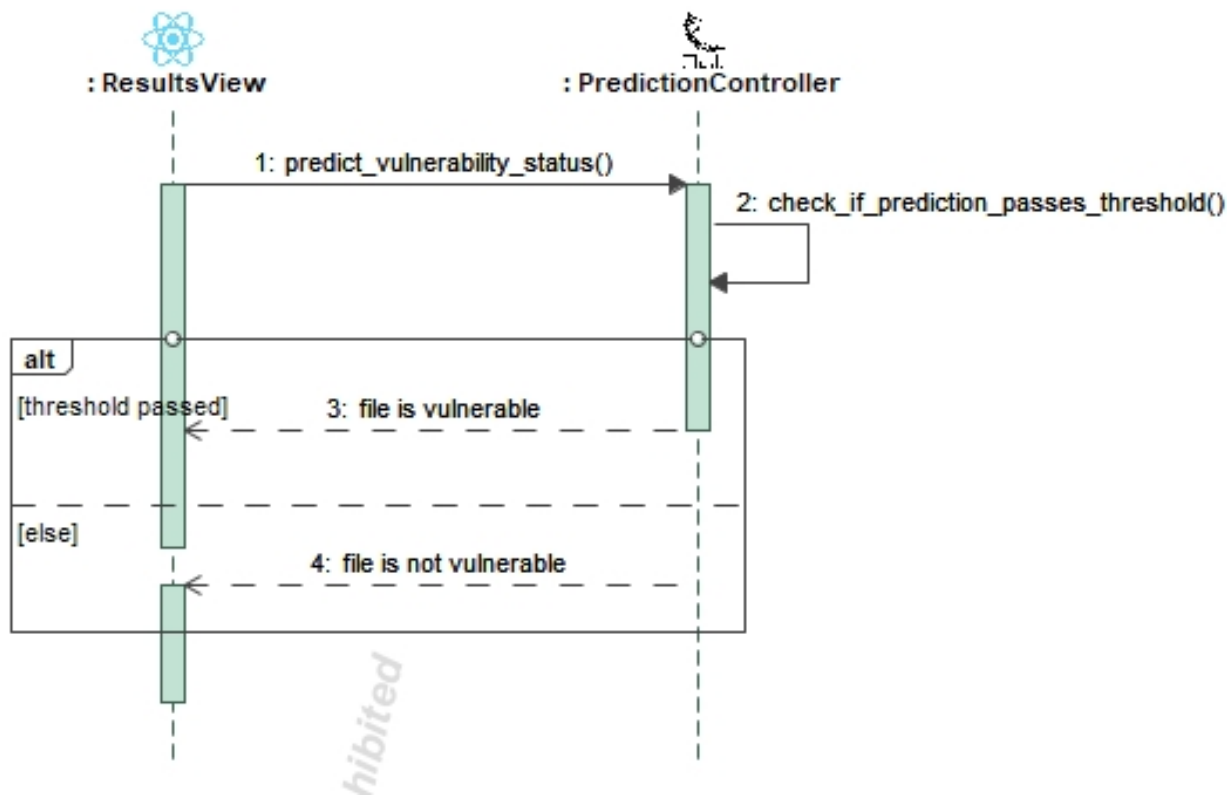 : ResultsView
: PredictionController
1: predict_vulnerability_status()
2: check_if_prediction_passes_threshold()
alt
[threshold passed]
3: file is vulnerable
[else]
4: file is not vulnerable
hibited